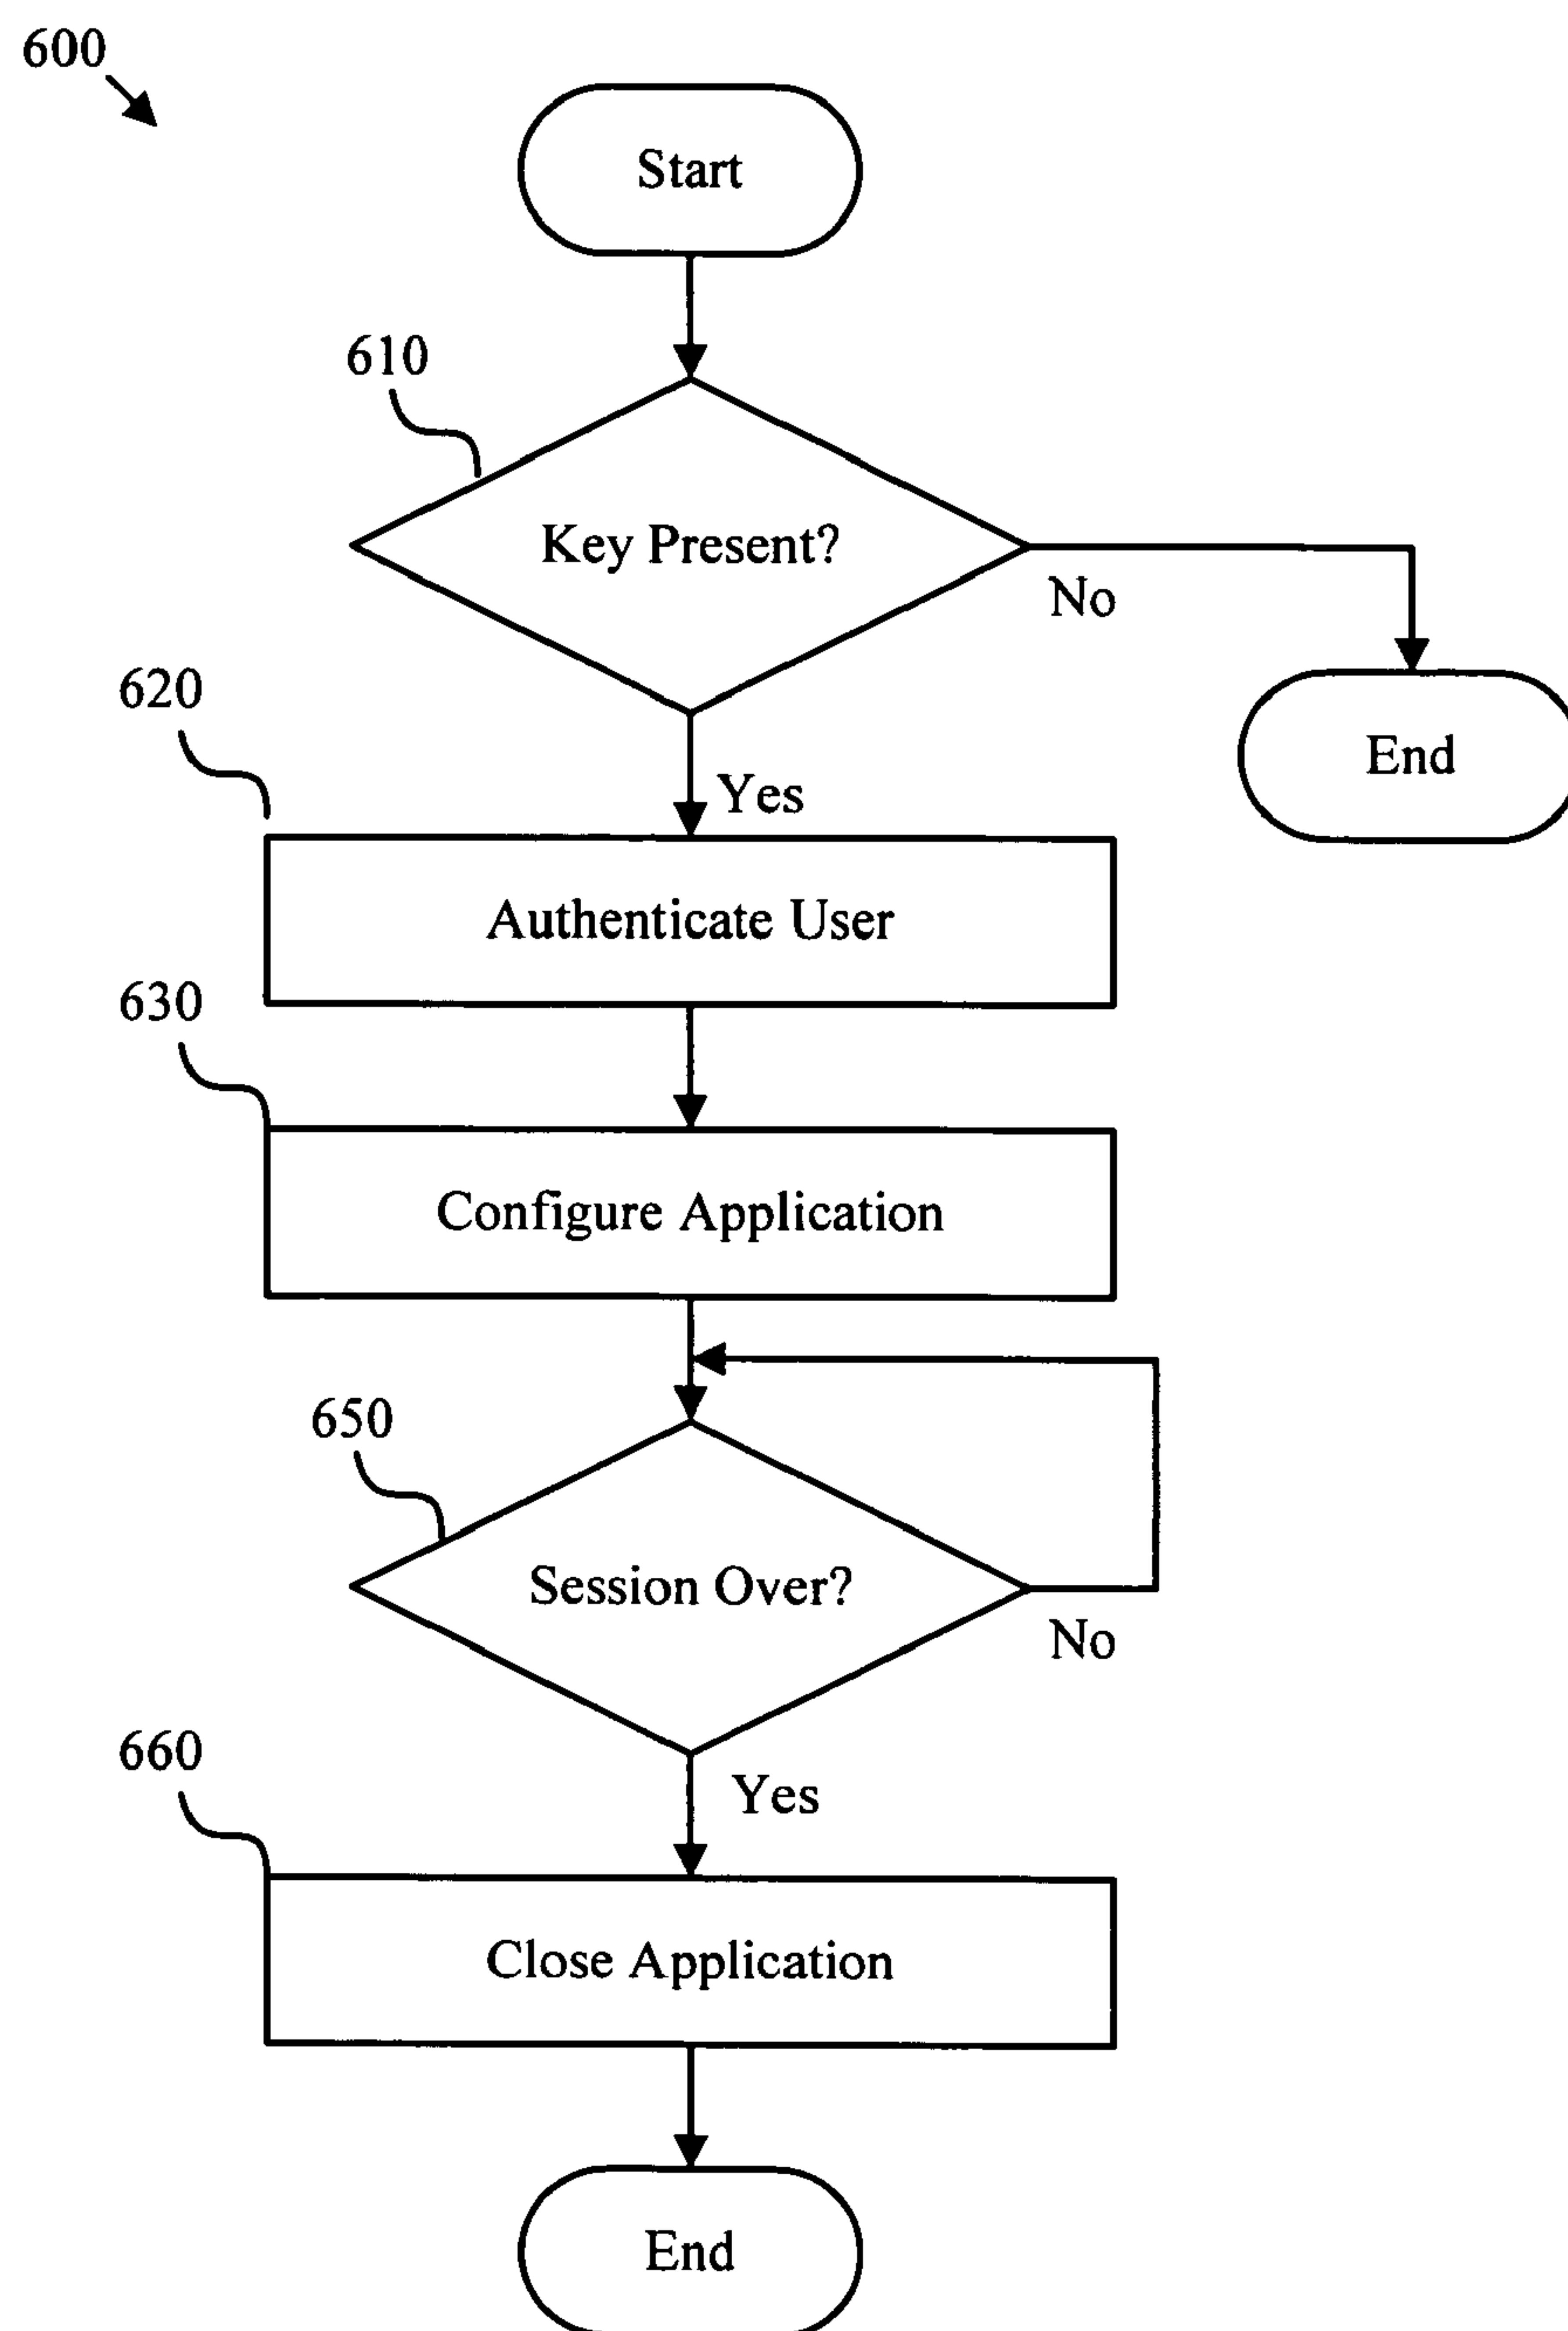 600
Start
610
Key Present?
No
620
Yes
End
Authenticate User
630
Configure Application
650
Session Over?
No
660
Yes
Close Application
End